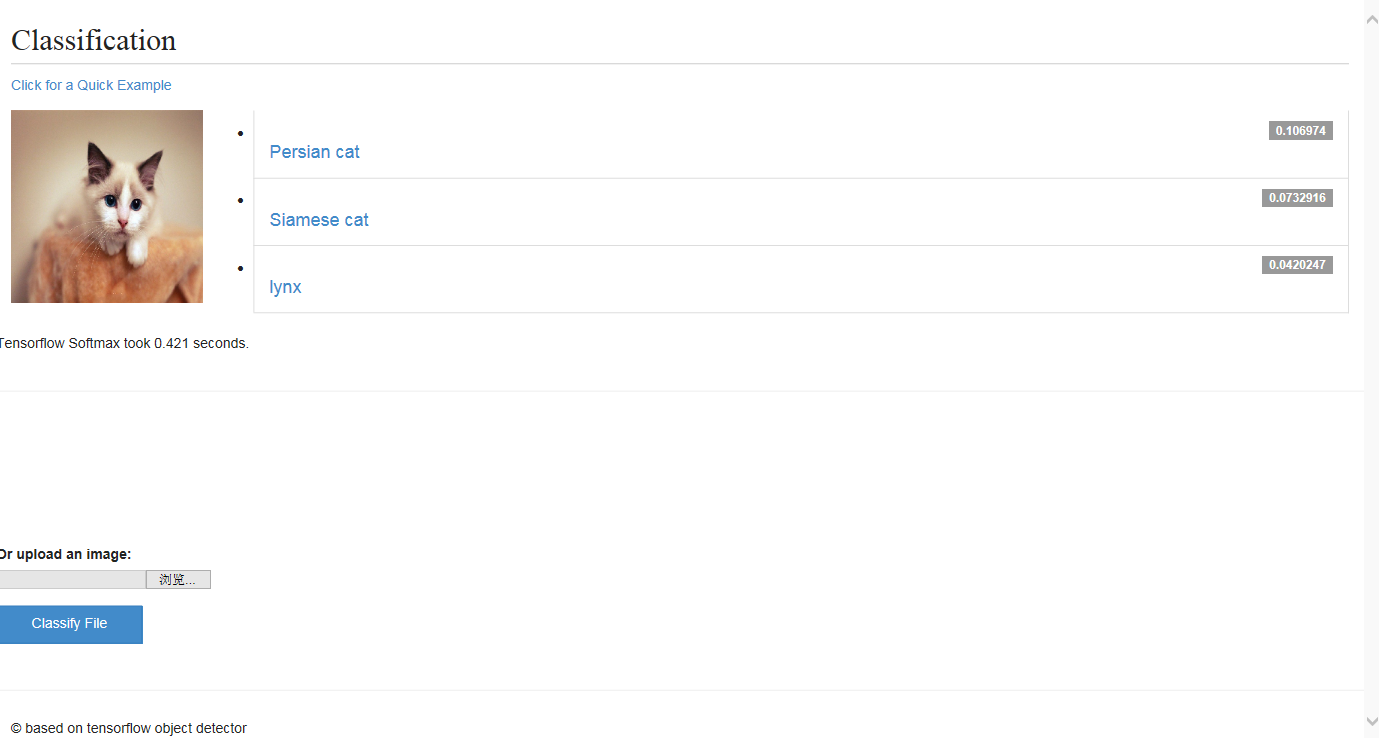 Classification
Click for a Quick Example
Persian cat
0.106974
Siamese cat
0.0732916
lynx
0.0420247
Tensorflow Softmax took 0.421 seconds.
Or upload an image:
浏览...
Classify File
© based on tensorflow object detector